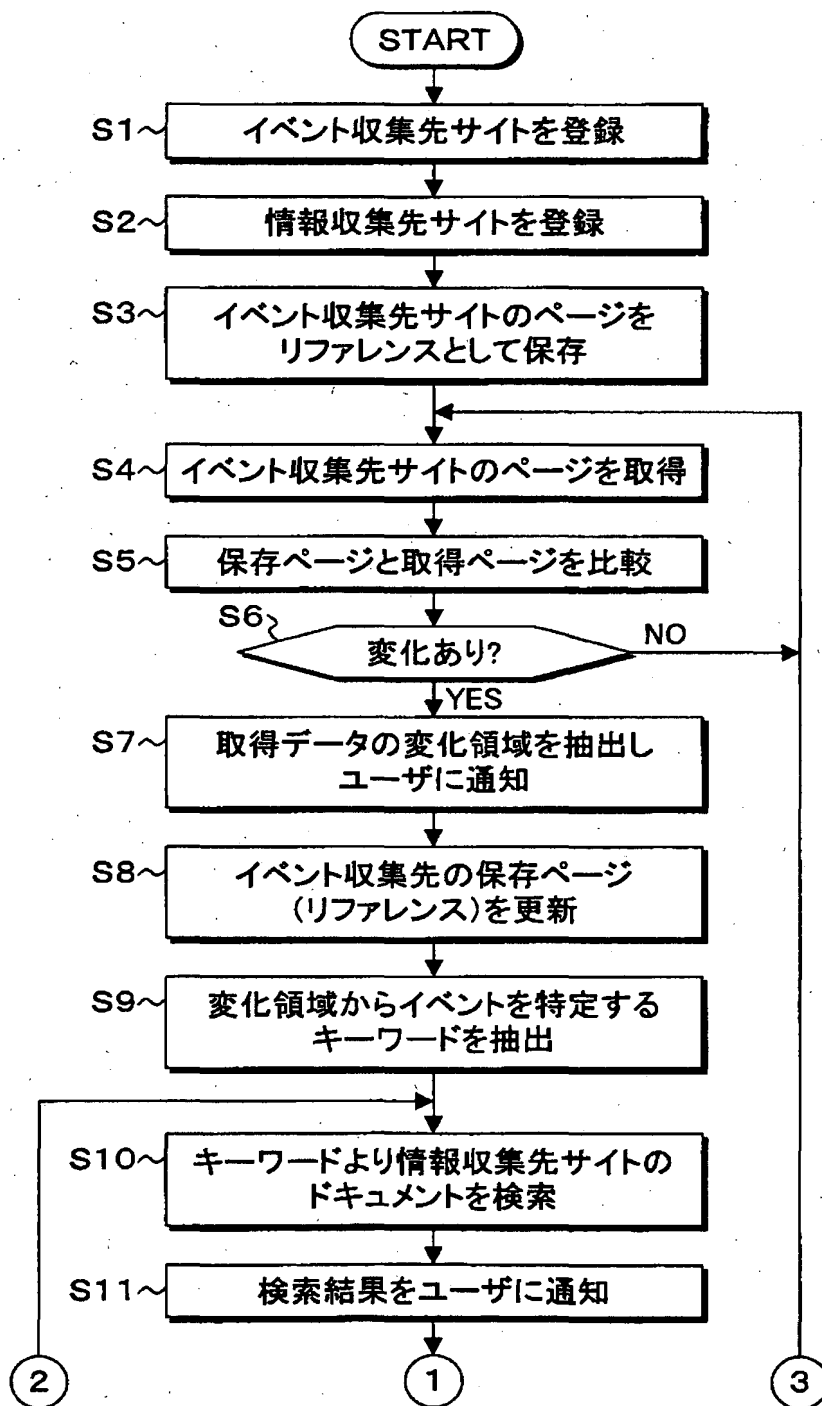 START
S1~ イベント収集先サイトを登録
S2~ 情報収集先サイトを登録
S3~ イベント収集先サイトのページを
リファレンスとして保存
S4~ イベント収集先サイトのページを取得
S5~ 保存ページと取得ページを比較
S6
変化あり? NO
YES
S7~ 取得データの変化領域を抽出し
ユーザに通知
S8~ イベント収集先の保存ページ
(リファレンス)を更新
S9~ 変化領域からイベントを特定する
キーワードを抽出
S10~ キーワードより情報収集先サイトの
ドキュメントを検索
S11~ 検索結果をユーザに通知
2 1 3